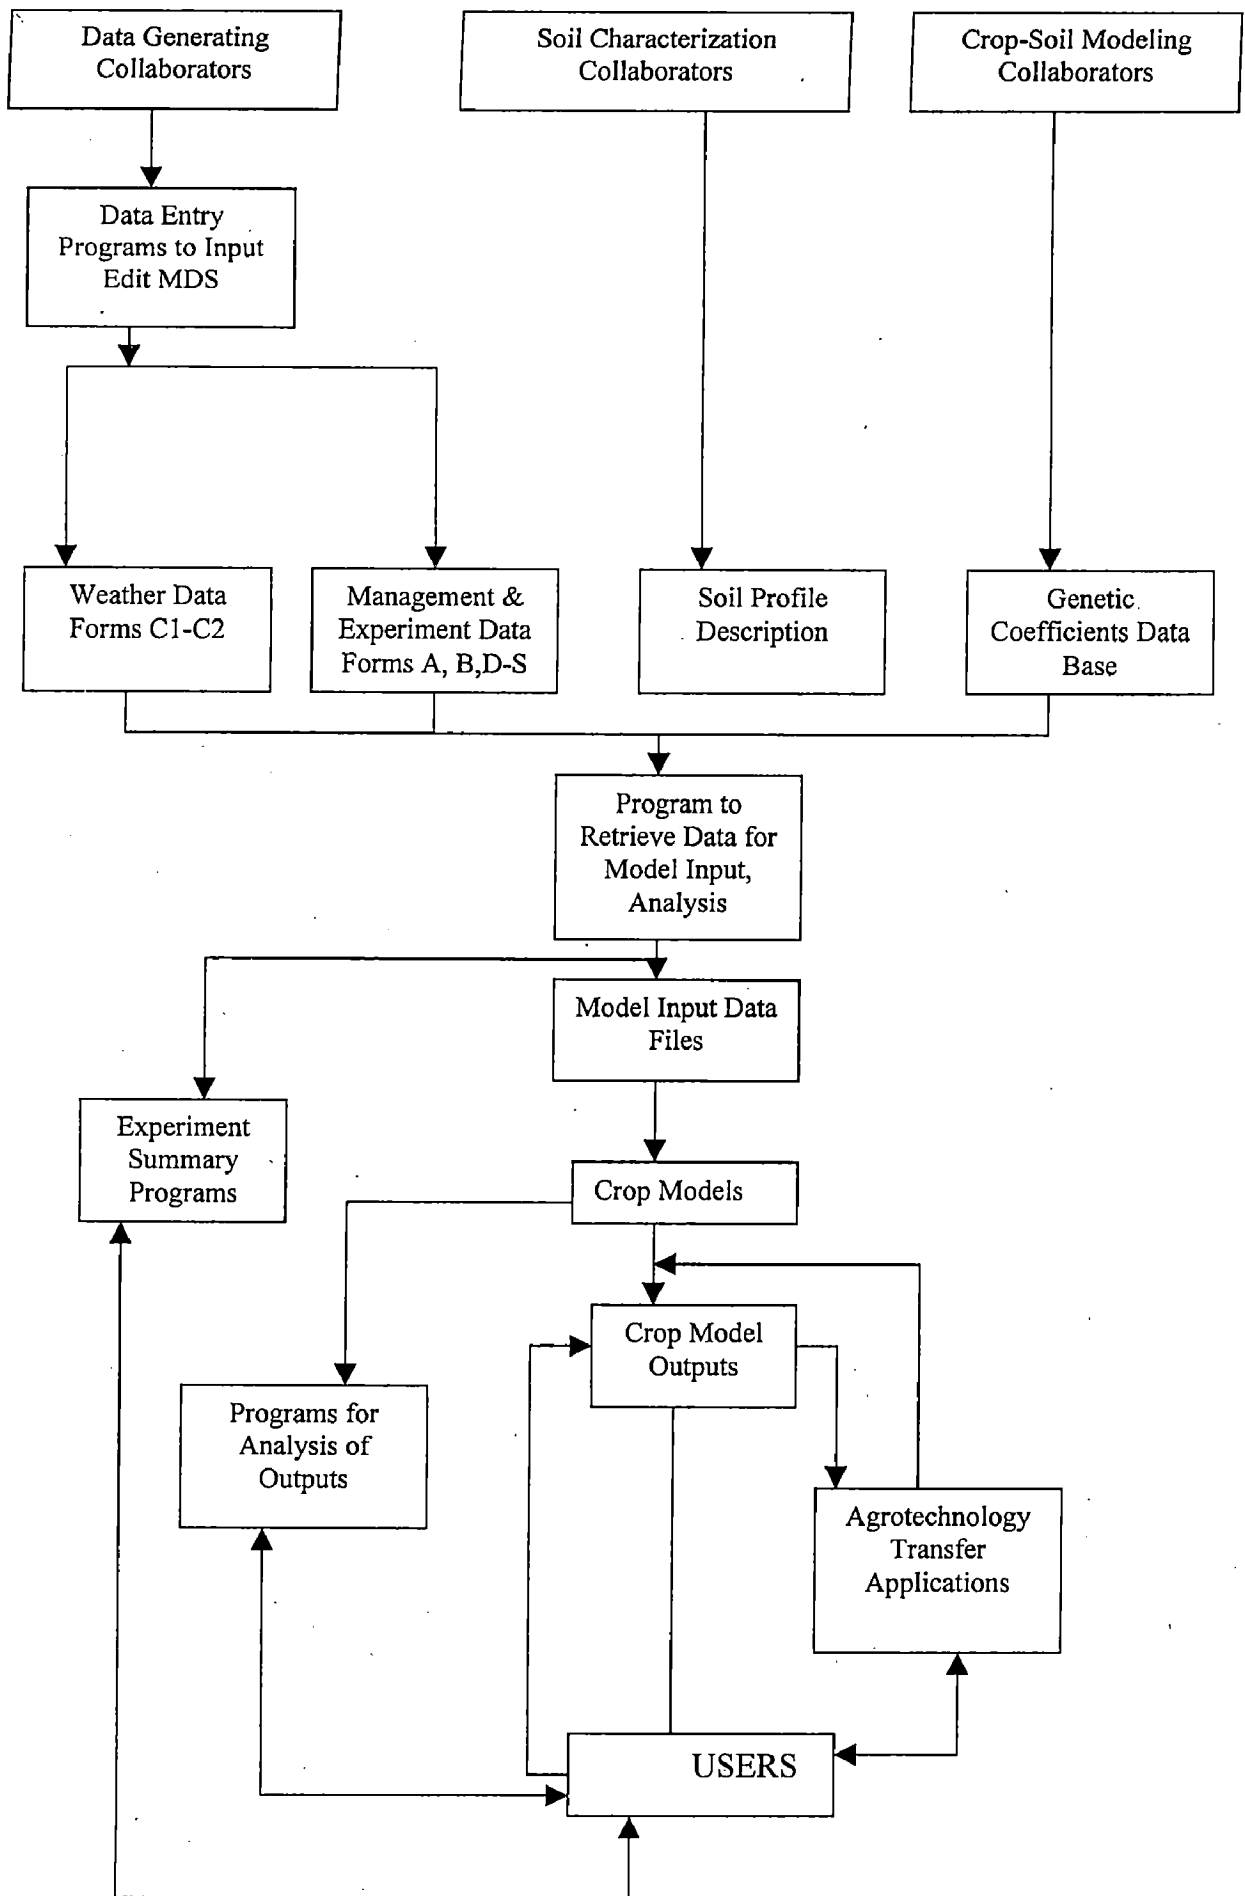 Data Generating
Collaborators
Soil Characterization
Collaborators
Crop-Soil Modeling
Collaborators
Data Entry
Programs to Input
Edit MDS
Weather Data
Forms C1-C2
Management &
Experiment Data
Forms A, B,D-S
Soil Profile
Description
Genetic
Coefficients Data
Base
Program to
Retrieve Data for
Model Input,
Analysis
Model Input Data
Files
Experiment
Summary
Programs
Crop Models
Crop Model
Outputs
Programs for
Analysis of
Outputs
Agrotechnology
Transfer
Applications
USERS